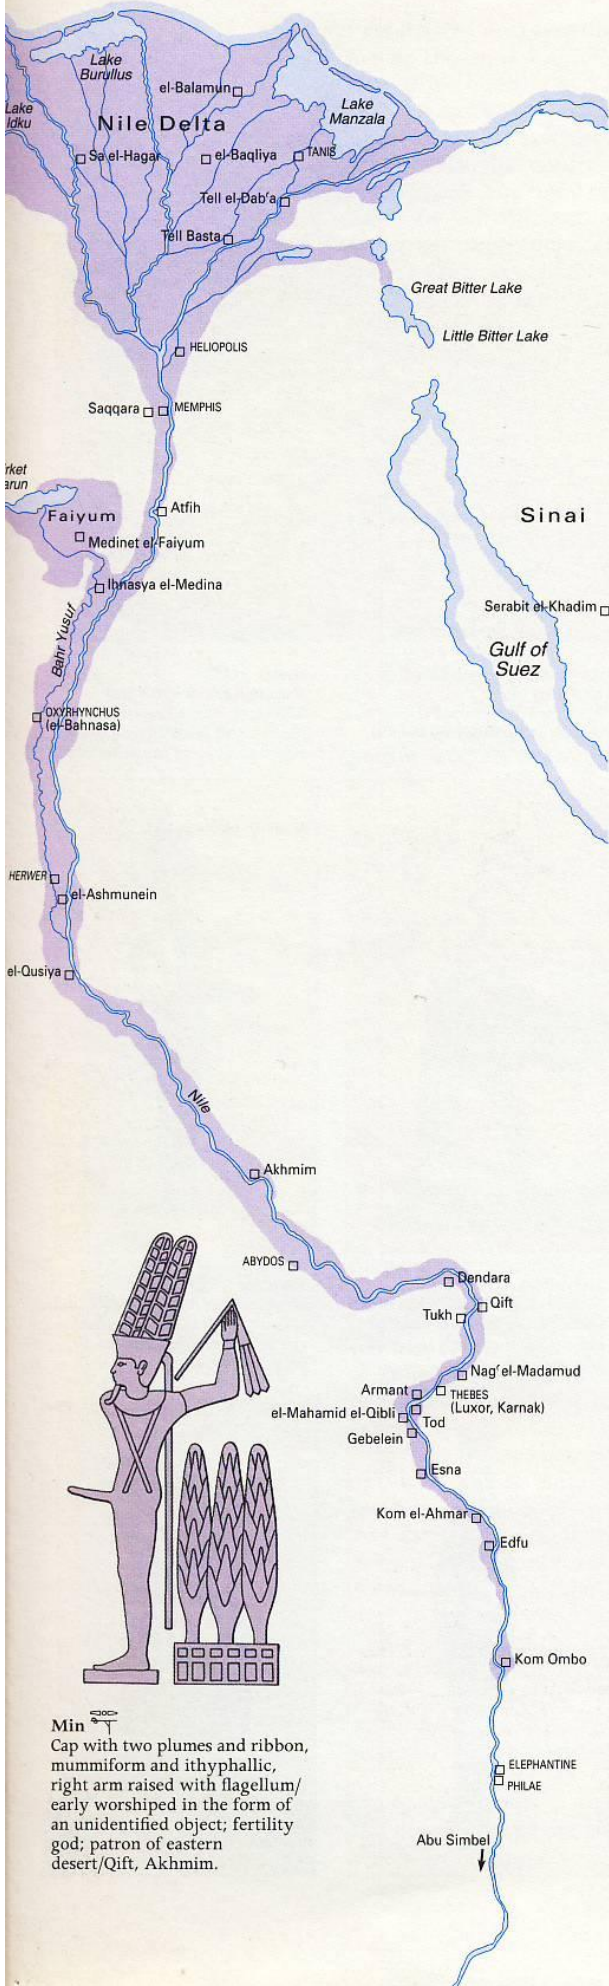 Lake
Burullus
el-Balamun
Lake
Idku
Nile Delta
Lake
Manzala
Sa el-Hagar
el-Baqliya
TANIS
Tell el-Dabʿa
Tell Basta
Great Bitter Lake
Little Bitter Lake
HELIOPOLIS
Saqqara
MEMPHIS
rket
arun
Atfih
Faiyum
Sinai
Medinet el-Faiyum
Ihnasya el-Medina
Serabit el-Khadim
Bahr Yusuf
Gulf of
Suez
OXYRHYNCHUS
(el-Bahnasa)
HERWER
el-Ashmunein
el-Qusiya
Nile
Akhmim
ABYDOS
Dendara
Qift
Tukh
Nagʿ el-Madamud
Armant
THEBES
(Luxor, Karnak)
el-Mahamid el-Qibli
Tod
Gebelein
Esna
Kom el-Ahmar
Edfu
Kom Ombo
ELEPHANTINE
PHILAE
Abu Simbel
Min
Cap with two plumes and ribbon,
mummiform and ithyphallic,
right arm raised with flagellum/
early worshiped in the form of
an unidentified object; fertility
god; patron of eastern
desert/Qift, Akhmim.